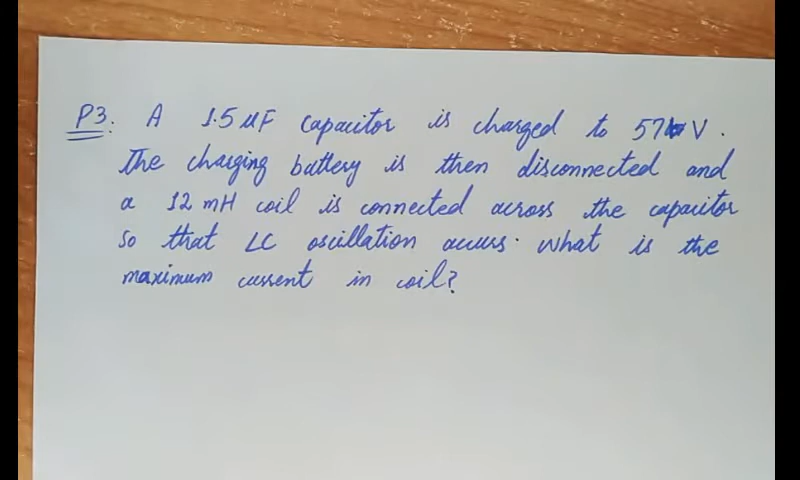 P3. A 1.5 μF capacitor is charged to 57 V.
The charging battery is then disconnected and
a 12 mH coil is connected across the capacitor
so that LC oscillation occurs. What is the
maximum current in coil?